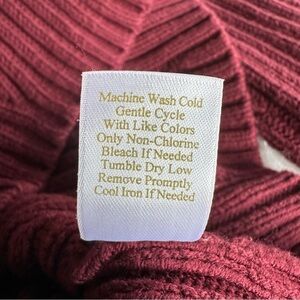 Machine Wash Cold
Gentle Cycle
With Like Colors
Only Non-Chlorine
Bleach If Needed
Tumble Dry Low
Remove Promptly
Cool Iron If Needed